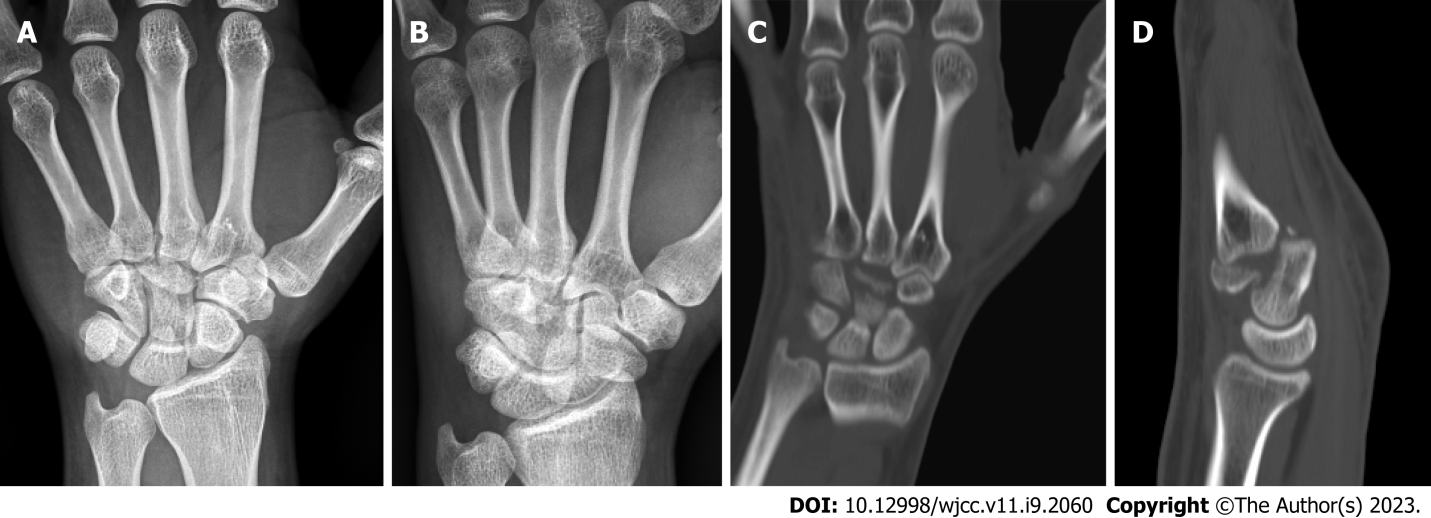 A
B
C
D
DOI: 10.12998/wjcc.v11.i9.2060 Copyright ©The Author(s) 2023.